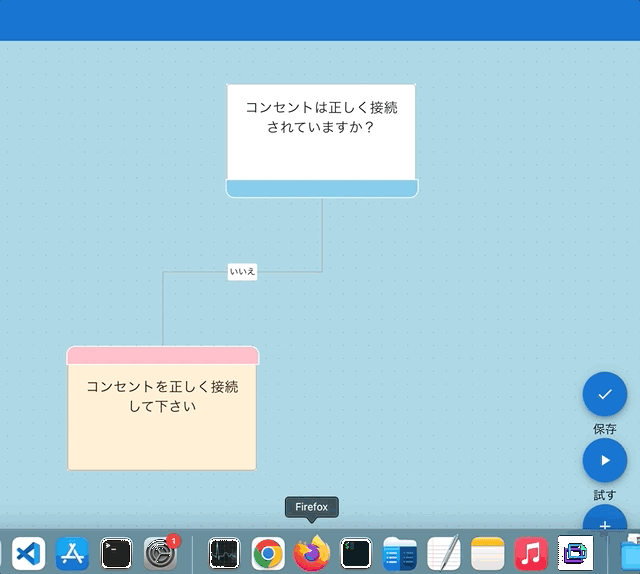 コンセントは正しく接続
されていますか？
いいえ
コンセントを正しく接続
して下さい
保存
試す
Firefox
1